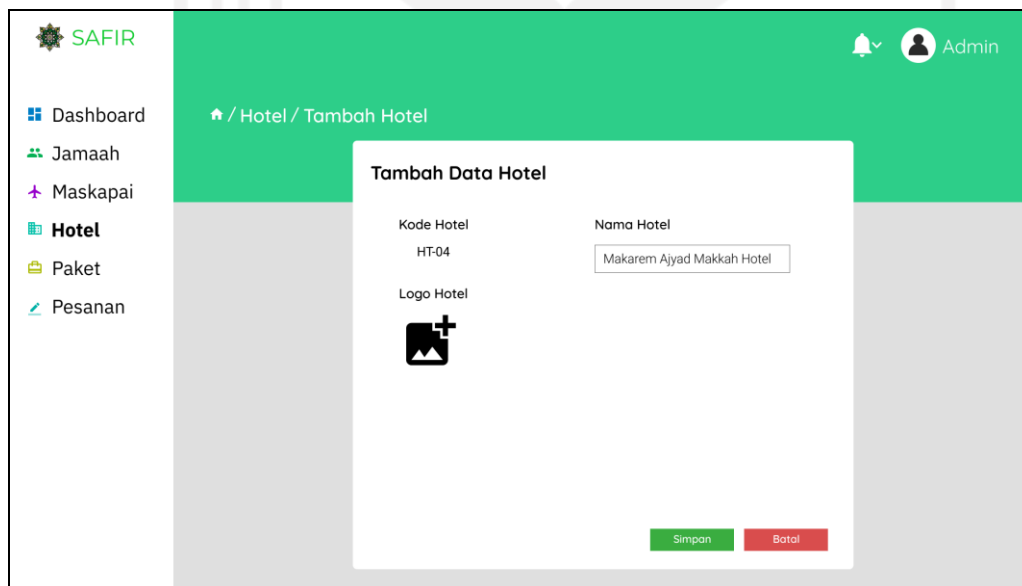 SAFIR
Admin
Dashboard
Jamaah
Maskapai
Hotel
Paket
Pesanan
/ Hotel / Tambah Hotel
Tambah Data Hotel
Kode Hotel
HT-04
Nama Hotel
Makarem Ajyad Makkah Hotel
Logo Hotel
Simpan
Batal